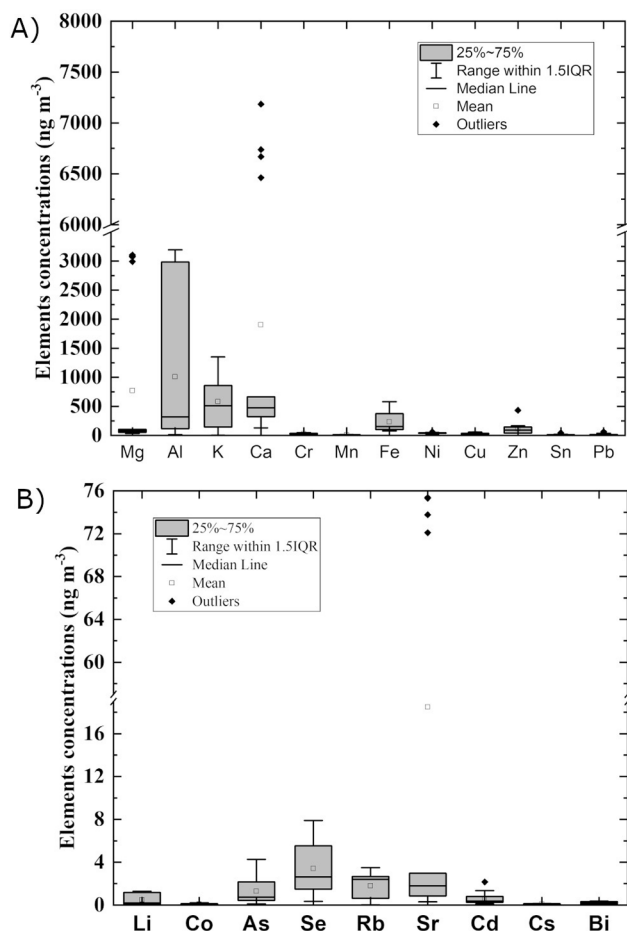 A)
8000
7500
7000
6500
6000
3000
2500
2000
1500
1000
500
0
Elements concentrations (ng m⁻³)
25%~75%
Range within 1.5IQR
Median Line
Mean
Outliers
Mg Al K Ca Cr Mn Fe Ni Cu Zn Sn Pb
B)
76
72
68
64
60
16
12
8
4
0
Elements concentrations (ng m⁻³)
25%~75%
Range within 1.5IQR
Median Line
Mean
Outliers
Li Co As Se Rb Sr Cd Cs Bi